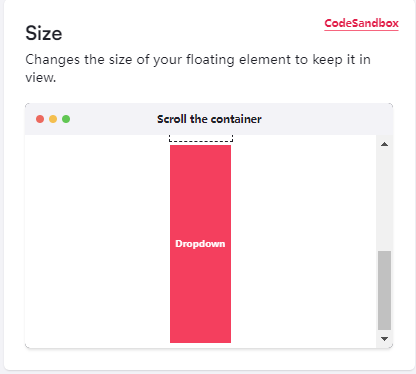 CodeSandbox
Size
Changes the size of your floating element to keep it in
view.
Scroll the container
Dropdown